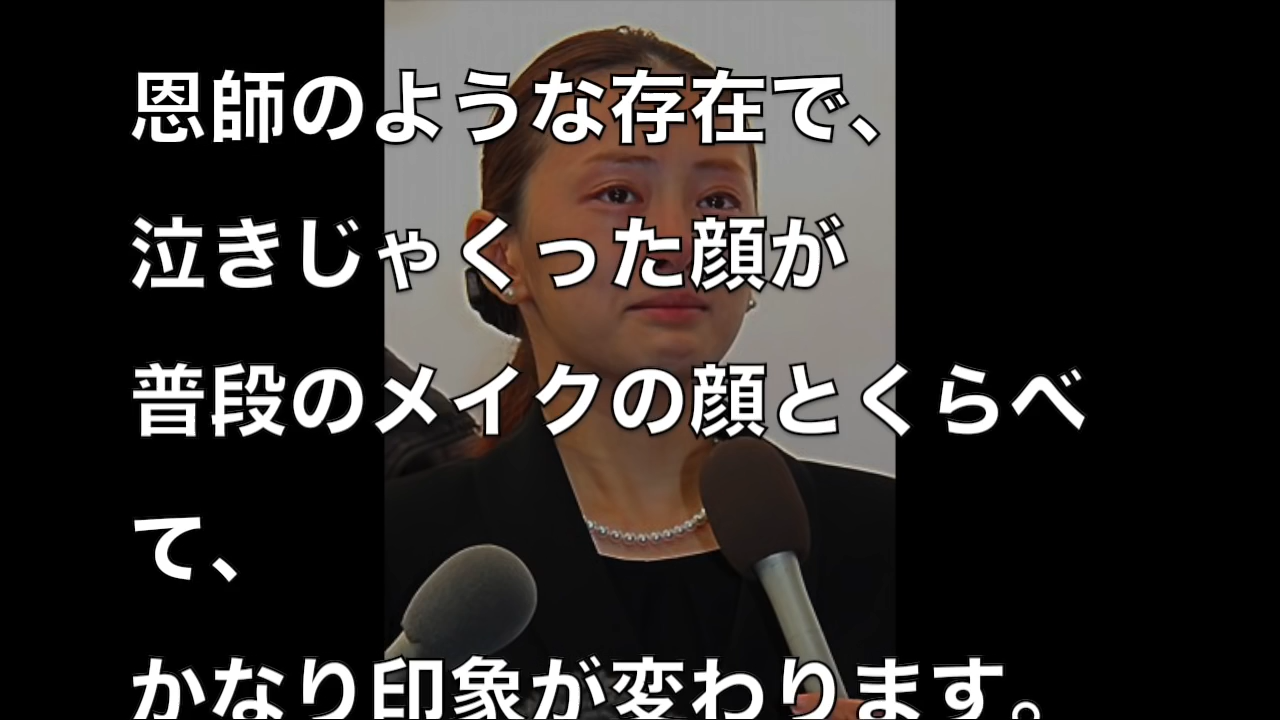 恩師のような存在で、
泣きじゃくった顔が
普段のメイクの顔とくらべ
て、
かなり印象が変わります。